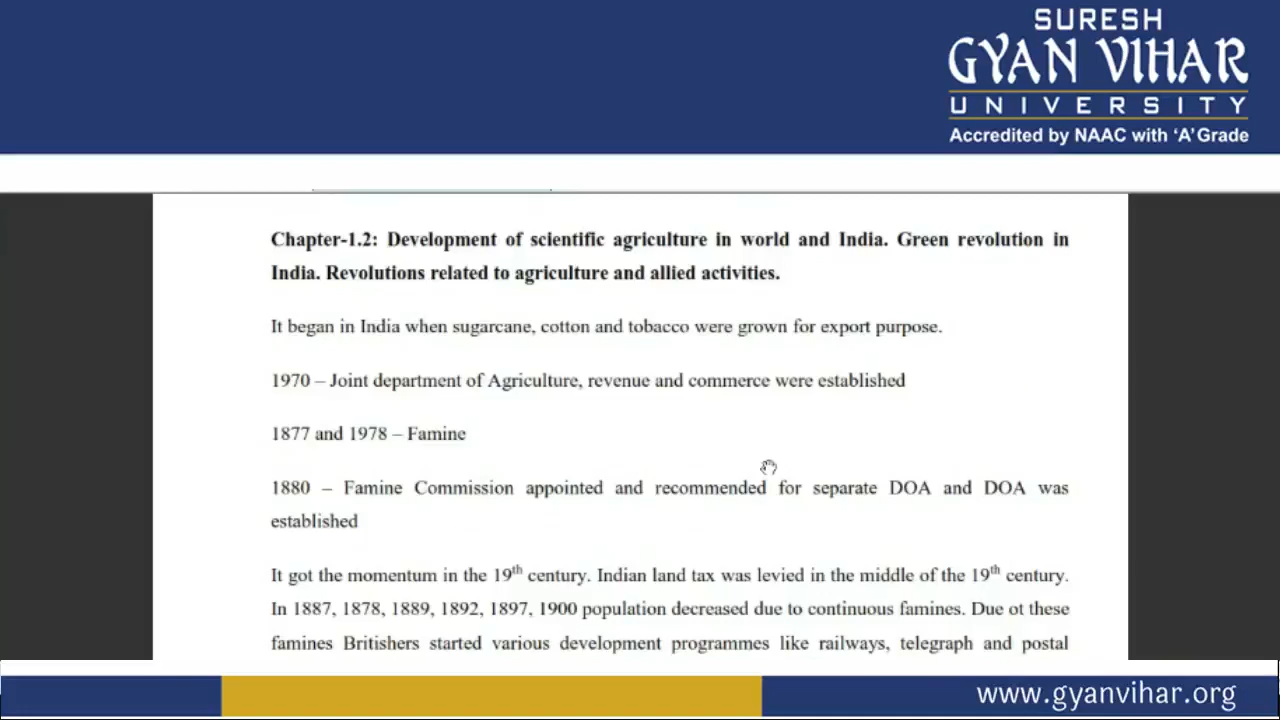 SURESH
GYAN VIHAR
UNIVERSITY
Accredited by NAAC with ‘A’ Grade
Chapter-1.2: Development of scientific agriculture in world and India. Green revolution in
India. Revolutions related to agriculture and allied activities.
It began in India when sugarcane, cotton and tobacco were grown for export purpose.
1970 – Joint department of Agriculture, revenue and commerce were established
1877 and 1978 – Famine
1880 – Famine Commission appointed and recommended for separate DOA and DOA was
established
It got the momentum in the 19th century. Indian land tax was levied in the middle of the 19th century.
In 1887, 1878, 1889, 1892, 1897, 1900 population decreased due to continuous famines. Due ot these
famines Britishers started various development programmes like railways, telegraph and postal
www.gyanvihar.org